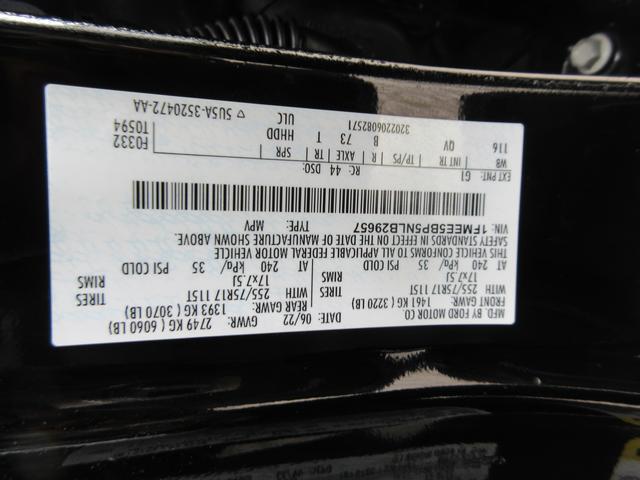 MFD. BY FORD MOTOR CO.
DATE: 06/22 GVWR: 2749 KG ( 6060 LB)
FRONT GAWR: 1461 KG ( 3220 LB) REAR GAWR: 1393 KG ( 3070 LB)
WITH 255/75R17 115T TIRES WITH 255/75R17 115T TIRES
17x7.5J RIMS 17x7.5J RIMS
AT 240 kPa/ 35 PSI COLD AT 240 kPa/ 35 PSI COLD
THIS VEHICLE CONFORMS TO ALL APPLICABLE FEDERAL MOTOR VEHICLE
SAFETY STANDARDS IN EFFECT ON THE DATE OF MANUFACTURE SHOWN ABOVE.
VIN: 1FMEE5BP5NLB29657
TYPE: MPV
EXT PNT: G1 RC: 44 DSO: F0332
WB INT TR TP/PS R AXLE TR SPR T0594
116 QV B 73 T HHDD
3202206082571 ULC ▽ 5U5A-3520472-AA